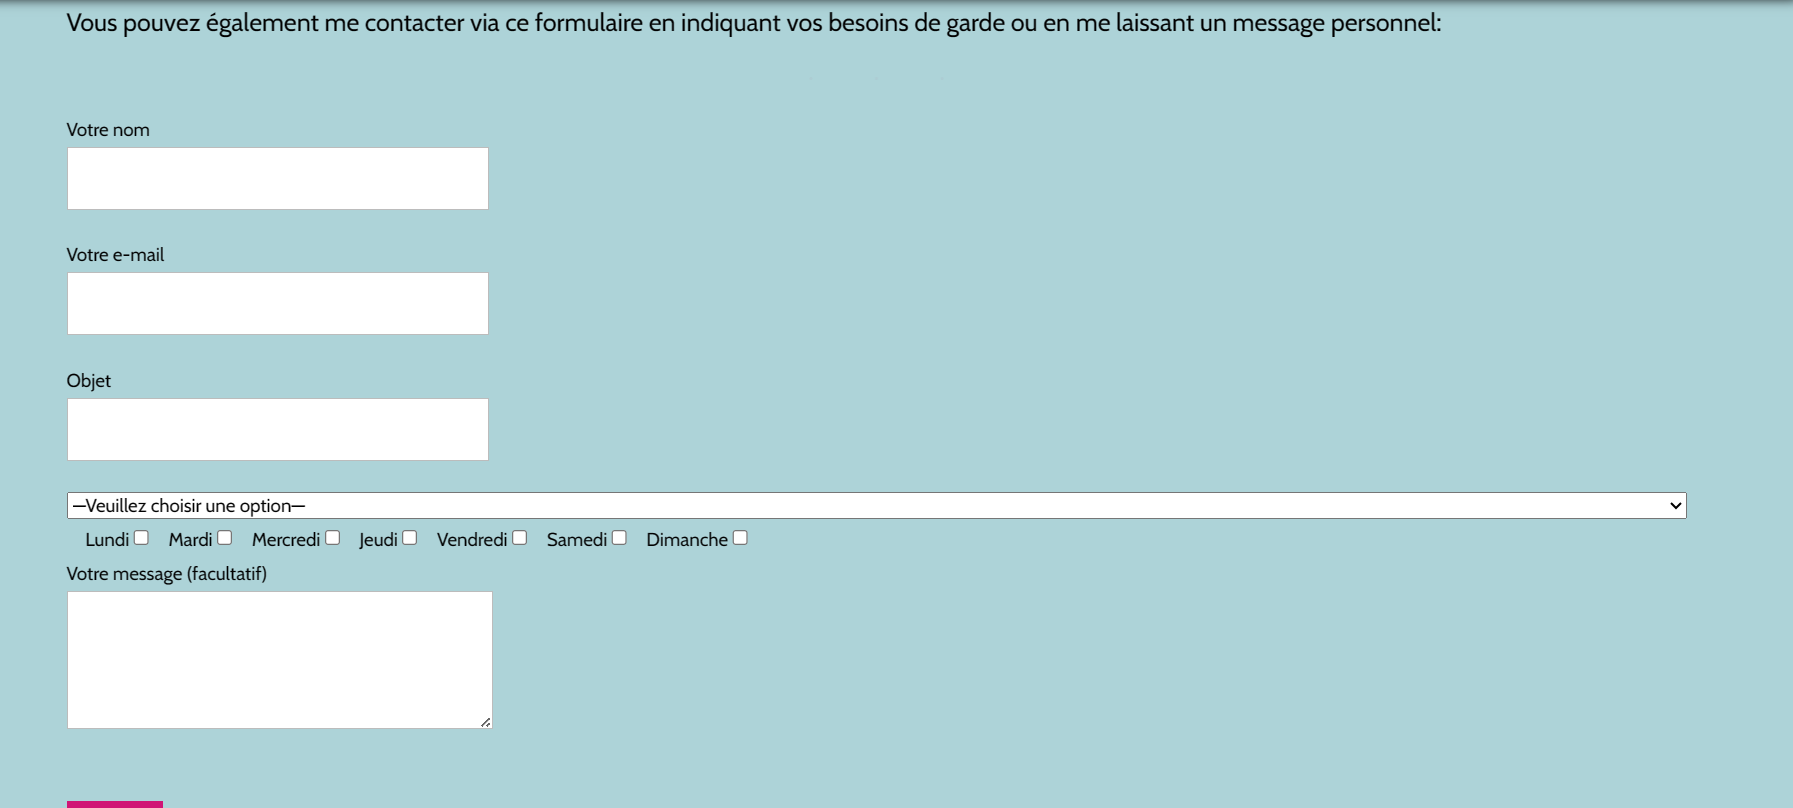 Vous pouvez également me contacter via ce formulaire en indiquant vos besoins de garde ou en me laissant un message personnel:
Votre nom
Votre e-mail
Objet
—Veuillez choisir une option—
Lundi Mardi Mercredi Jeudi Vendredi Samedi Dimanche
Votre message (facultatif)